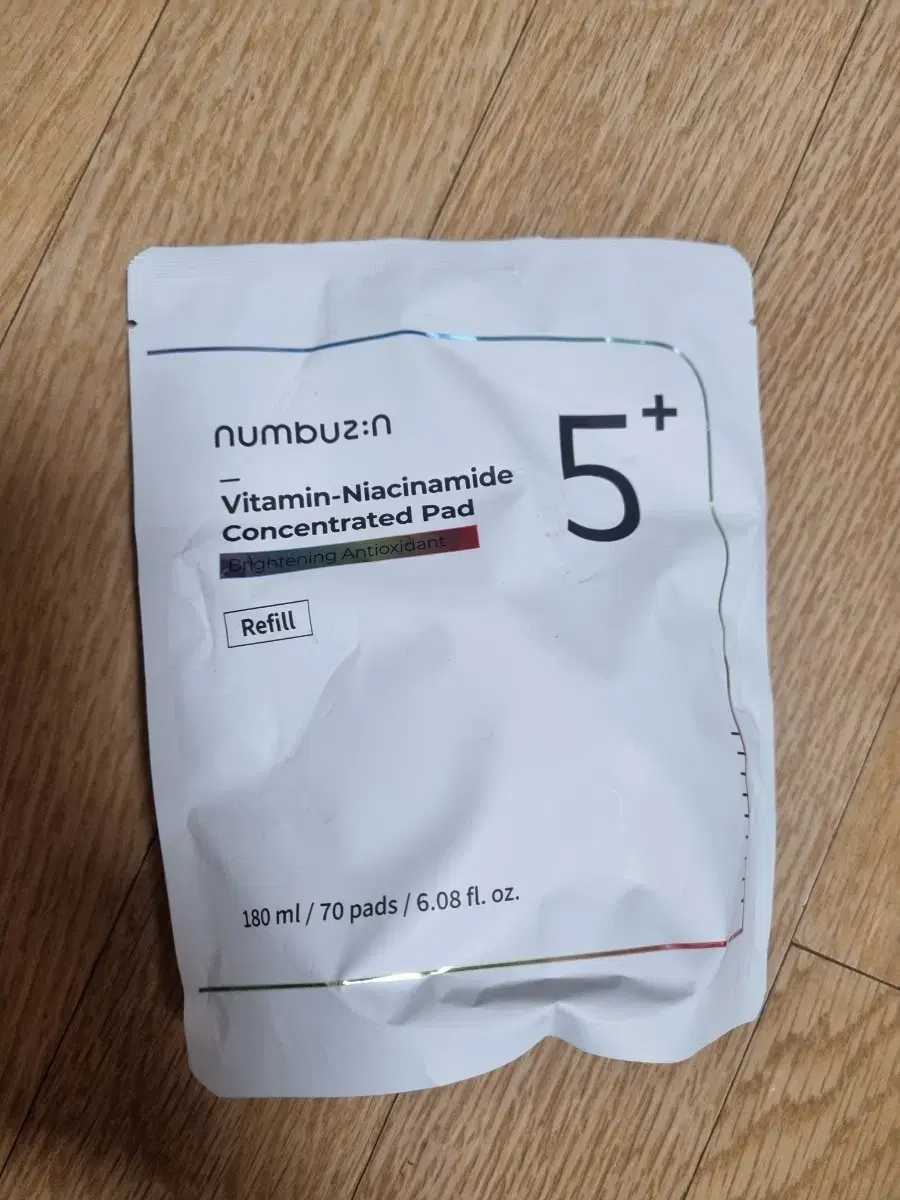 numbuz:n
5+
Vitamin-Niacinamide
Concentrated Pad
Brightening Antioxidant
Refill
180 ml / 70 pads / 6.08 fl. oz.